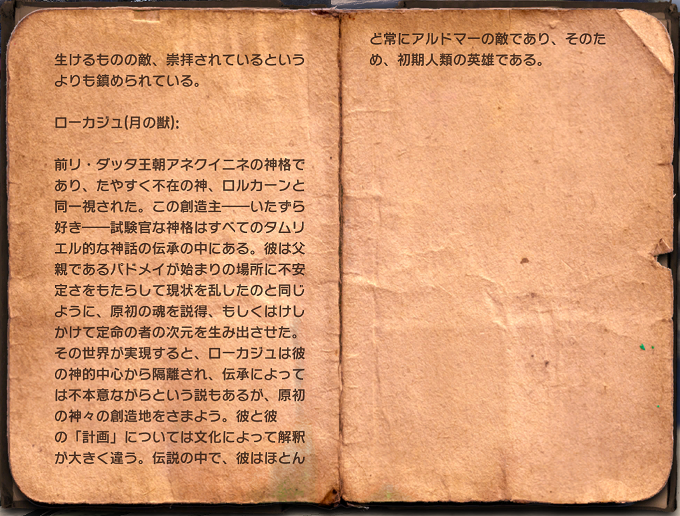 生けるものの敵、崇拝されているという
よりも鎮められている。
ローカジュ(月の獣):
前リ・ダッタ王朝アネクイニネの神格で
あり、たやすく不在の神、ロルカーンと
同一視された。この創造主――いたずら
好き――試験官な神格はすべてのタムリ
エル的な神話の伝承の中にある。彼は父
親であるパドメイが始まりの場所に不安
定さをもたらして現状を乱したのと同じ
ように、原初の魂を説得、もしくはけし
かけて定命の者の次元を生み出させた。
その世界が実現すると、ローカジュは彼
の神的中心から隔離され、伝承によって
は不本意ながらという説もあるが、原初
の神々の創造地をさまよう。彼と彼
の「計画」については文化によって解釈
が大きく違う。伝説の中で、彼はほとん
ど常にアルドマーの敵であり、そのた
め、初期人類の英雄である。